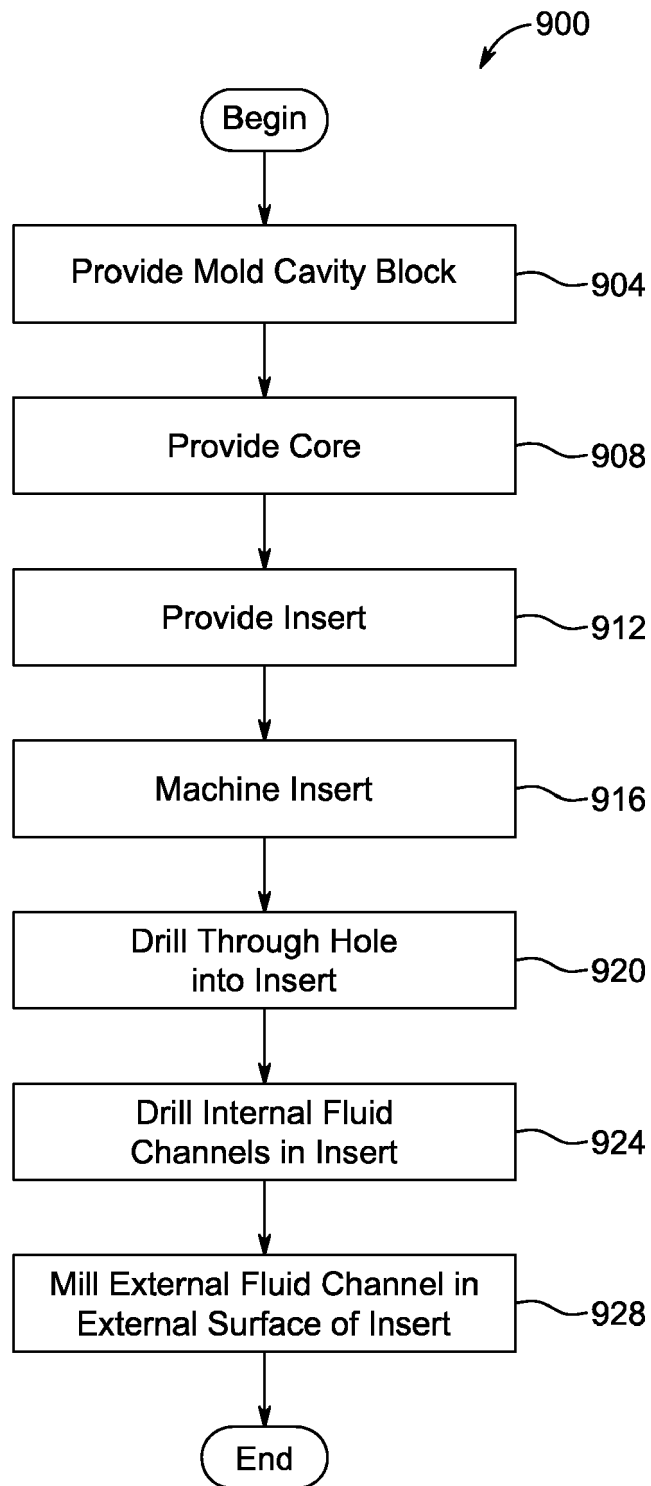 900
Begin
Provide Mold Cavity Block
904
Provide Core
908
Provide Insert
912
Machine Insert
916
Drill Through Hole
into Insert
920
Drill Internal Fluid
Channels in Insert
924
Mill External Fluid Channel in
External Surface of Insert
928
End